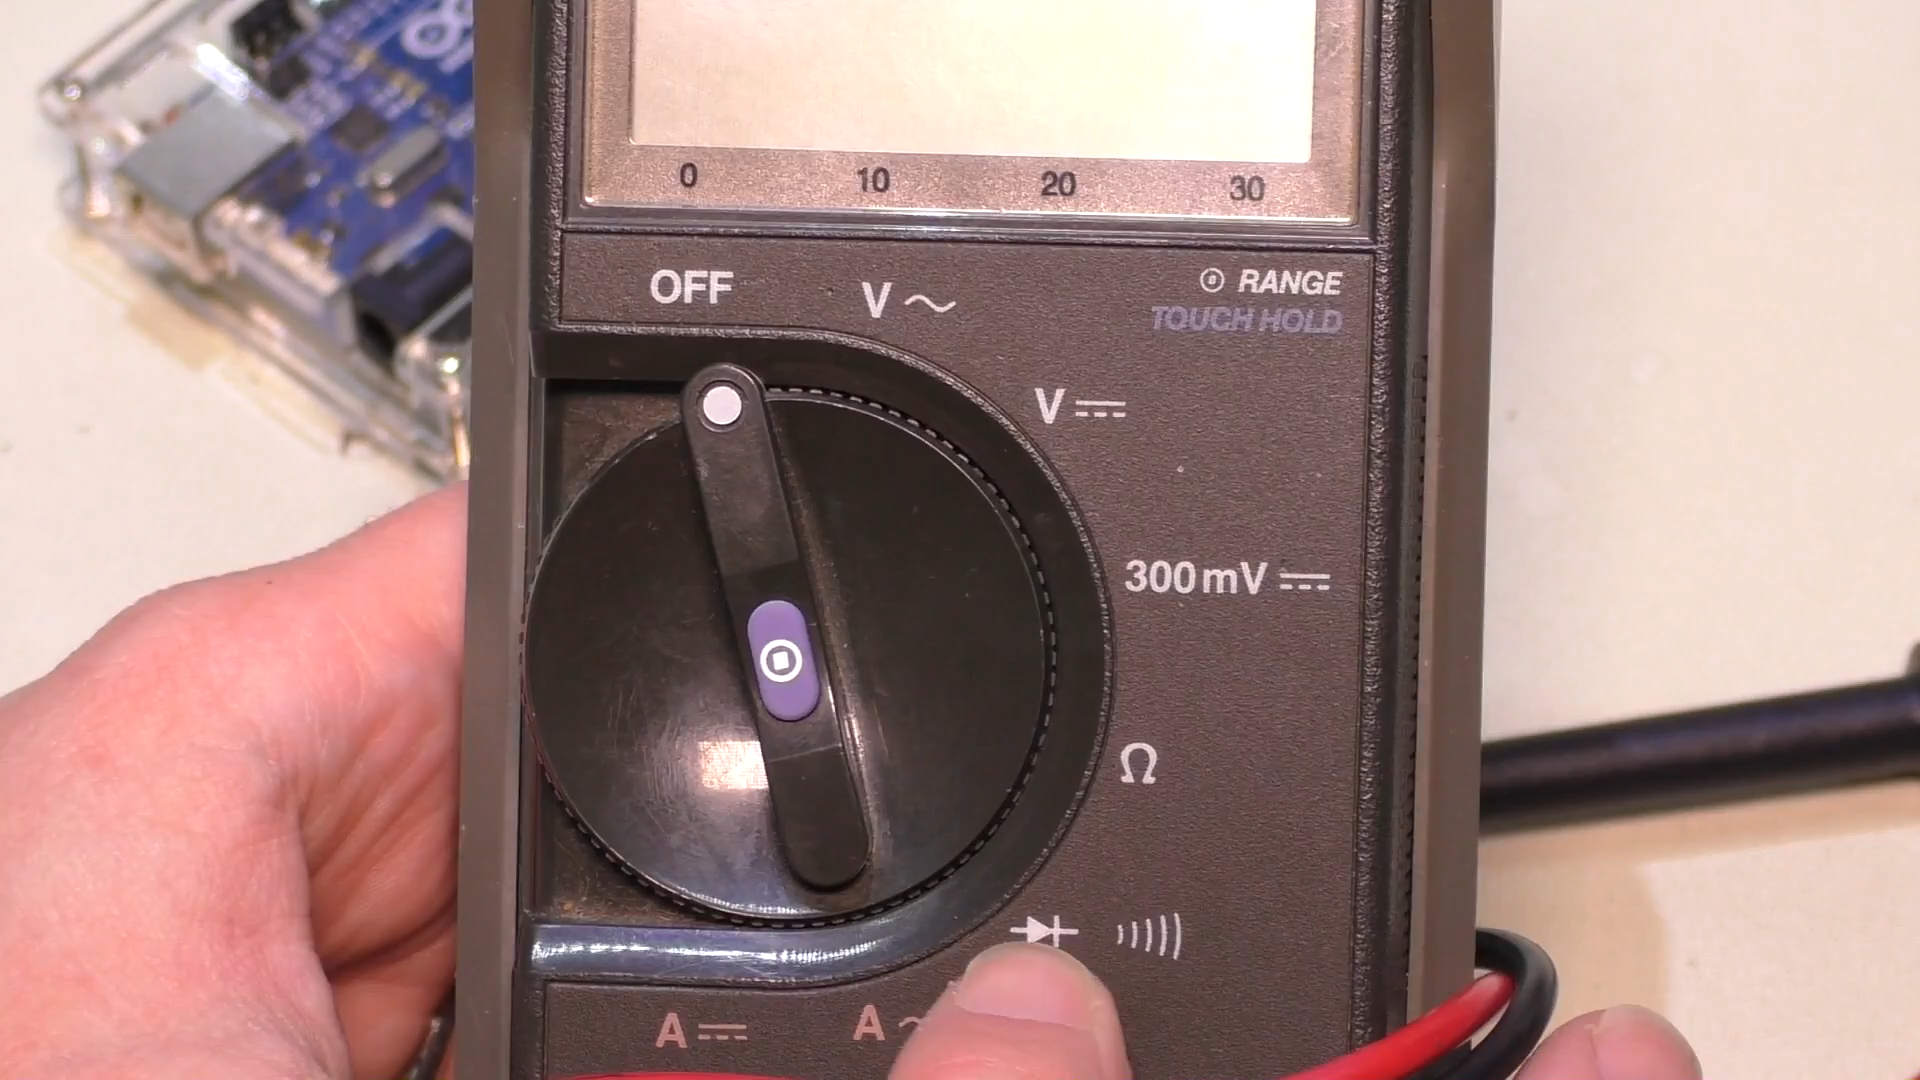 0 10 20 30
OFF V~ RANGE
TOUCH HOLD
V
300mV
Ω
A A~